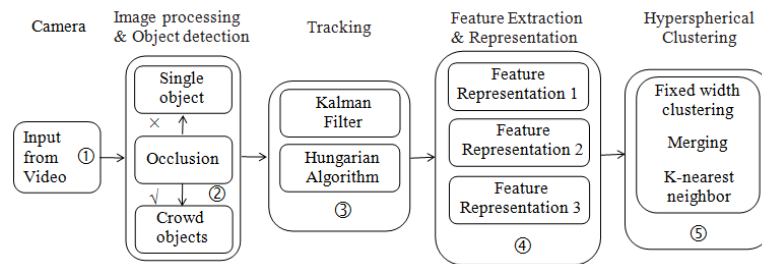 Camera
Image processing
& Object detection
Tracking
Feature Extraction
& Representation
Hyperspherical
Clustering
Input
from
Video
①
Single
object
×
Occlusion
√
②
Crowd
objects
Kalman
Filter
Hungarian
Algorithm
③
Feature
Representation 1
Feature
Representation 2
Feature
Representation 3
④
Fixed width
clustering
Merging
K-nearest
neighbor
⑤